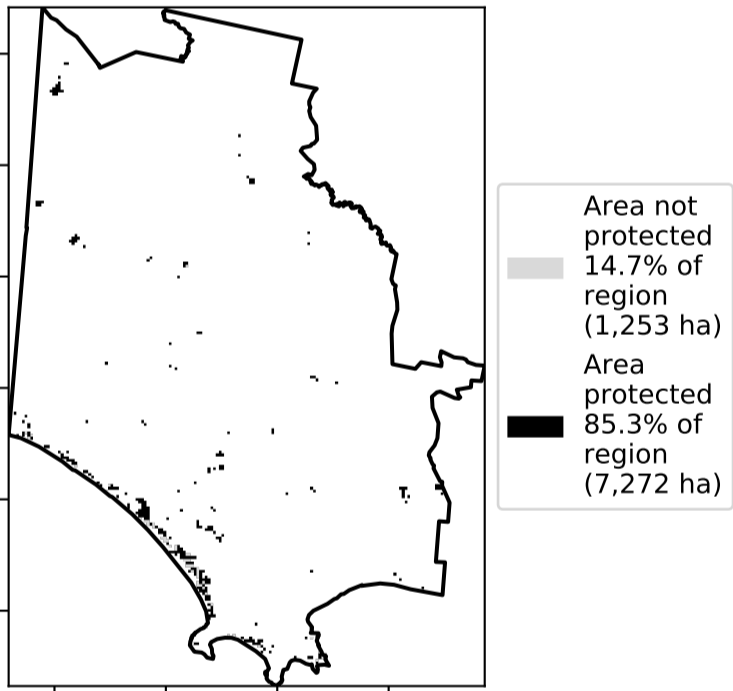 Area not
protected
14.7% of
region
(1,253 ha)
Area
protected
85.3% of
region
(7,272 ha)